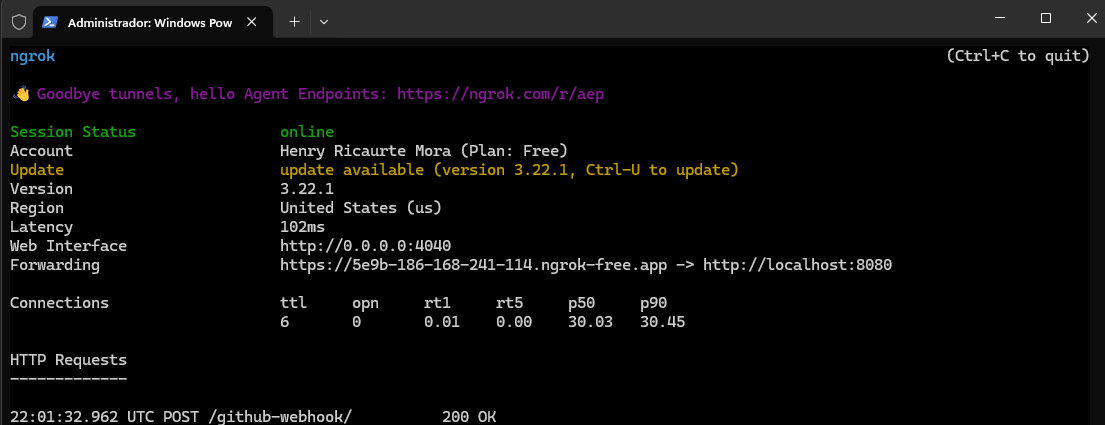 Administrador: Windows Pow
ngrok (Ctrl+C to quit)
👋 Goodbye tunnels, hello Agent Endpoints: https://ngrok.com/r/aep
Session Status online
Account Henry Ricaurte Mora (Plan: Free)
Update update available (version 3.22.1, Ctrl-U to update)
Version 3.22.1
Region United States (us)
Latency 102ms
Web Interface http://0.0.0.0:4040
Forwarding https://5e9b-186-168-241-114.ngrok-free.app -> http://localhost:8080
Connections ttl opn rt1 rt5 p50 p90
6 0 0.01 0.00 30.03 30.45
HTTP Requests
-------------
22:01:32.962 UTC POST /github-webhook/ 200 OK